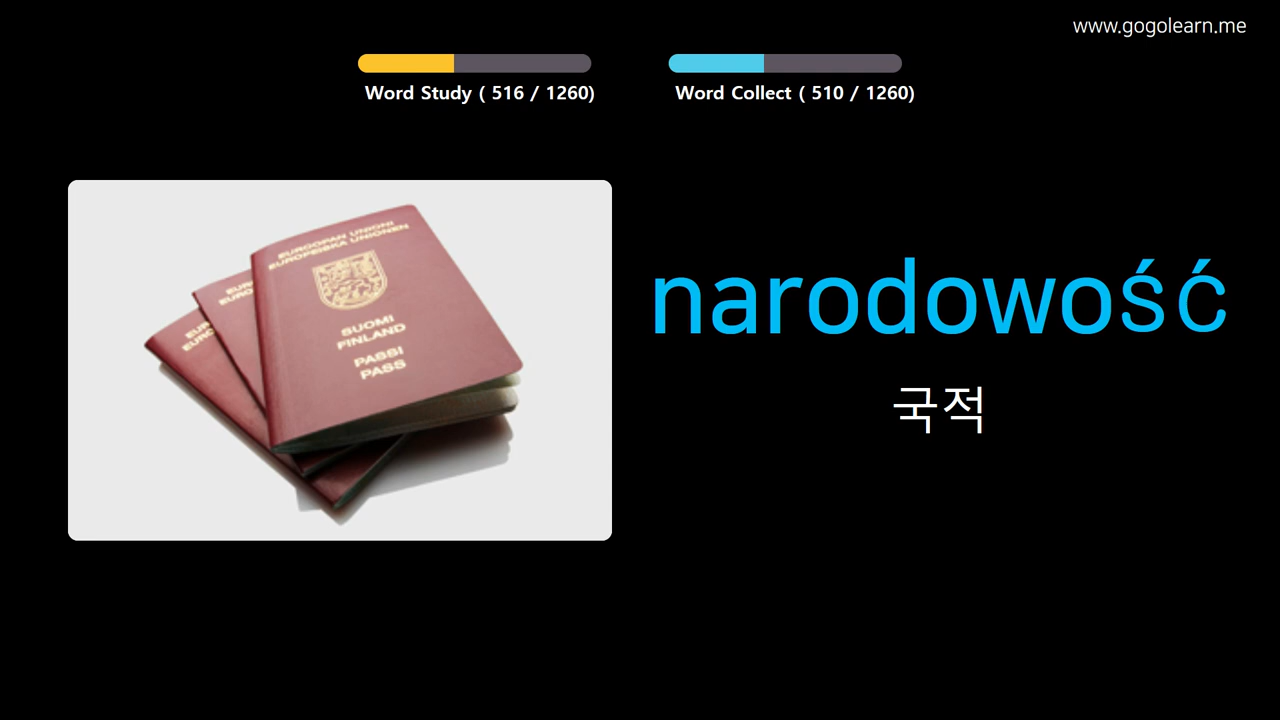 www.gogolearn.me
Word Study ( 516 / 1260)
Word Collect ( 510 / 1260)
EUROOPAN UNIONI
EUROPEISKA UNIONEN
SUOMI
FINLAND
PASSI
PASS
narodowość
국적